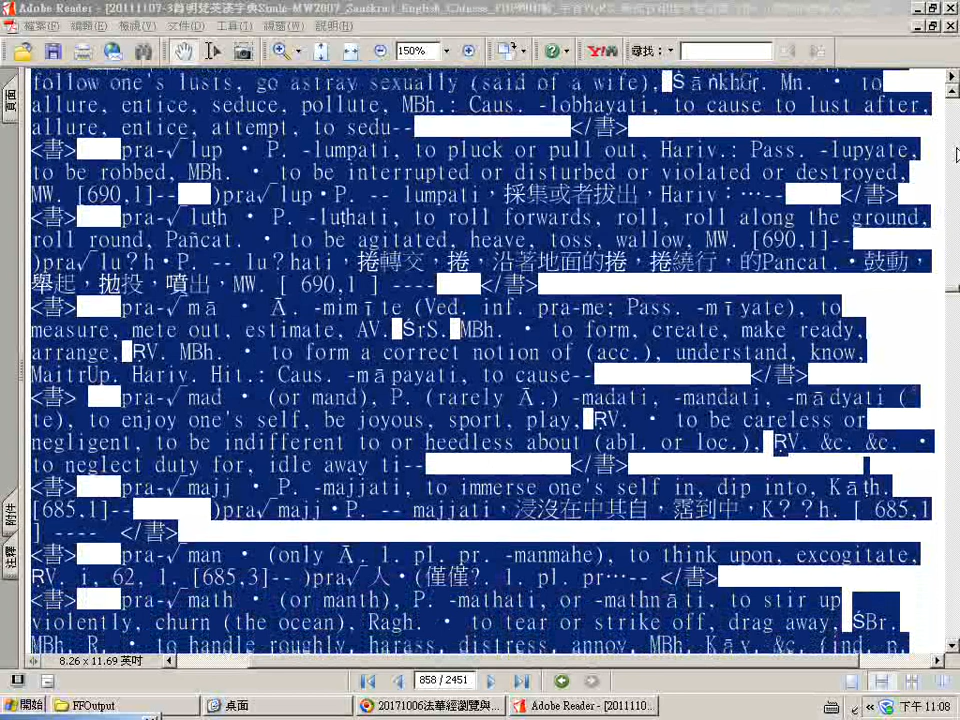 Adobe Reader - [20111107-3
檔案(F) 編輯(E) 檢視(V) 文件(D) 工具(T) 視窗(W) 說明(H)
150% 尋找：
頁面
follow one's lusts, go astray sexually (said of a wife), ŚāṅkhGṛ. Mn. • to
allure, entice, seduce, pollute, MBh.: Caus. -lobhayati, to cause to lust after,
allure, entice, attempt, to sedu-- </書>
<書> pra-√lup • P. -lumpati, to pluck or pull out, Hariv.: Pass. -lupyate,
to be robbed, MBh. • to be interrupted or disturbed or violated or destroyed,
MW. [690,1]-- )pra√lup•P. -- lumpati，採集或者拔出，Hariv：…-- </書>
<書> pra-√luṭh • P. -luṭhati, to roll forwards, roll, roll along the ground,
roll round, Pañcat. • to be agitated, heave, toss, wallow, MW. [690,1]--
)pra√lu?h•P. -- lu?hati，捲轉交，捲，沿著地面的捲，捲繞行，的Pancat.•鼓動，
舉起，拋投，噴出，MW. [ 690,1 ] ---- </書>
<書> pra-√mā • Ā. -mimīte (Ved. inf. pra-me; Pass. -mīyate), to
measure, mete out, estimate, AV. ŚrS. MBh. • to form, create, make ready,
arrange, RV. MBh. • to form a correct notion of (acc.), understand, know,
MaitrUp. Hariv. Hit.: Caus. -māpayati, to cause-- </書>
<書> pra-√mad • (or mand), P. (rarely Ā.) -madati, -mandati, -mādyati (
te), to enjoy one's self, be joyous, sport, play, RV. • to be careless or
negligent, to be indifferent to or heedless about (abl. or loc.), ṚV. &c. &c. •
to neglect duty for, idle away ti-- </書>
<書> pra-√majj • P. -majjati, to immerse one's self in, dip into, Kāṭh.
[685,1]-- )pra√majj•P. -- majjati，浸沒在中其自，蘸到中，K??h. [ 685,1
] ---- </書>
<書> pra-√man • (only Ā. 1. pl. pr. -manmahe), to think upon, excogitate,
RV. i, 62, 1. [685,3]-- )pra√人•(僅僅?. 1. pl. pr…-- </書>
<書> pra-√math • (or manth), P. -mathati, or -mathnāti, to stir up
violently, churn (the ocean), Ragh. • to tear or strike off, drag away, ŚBr.
MBh. R. • to handle roughly, harass, distress, annoy, MBh. Kāv. &c. (ind. p.
附件
注釋
8.26 x 11.69 英吋
858 / 2451
開始 FFOutput 桌面 20171006法華經瀏覽與... Adobe Reader - [2011110... 下午 11:08